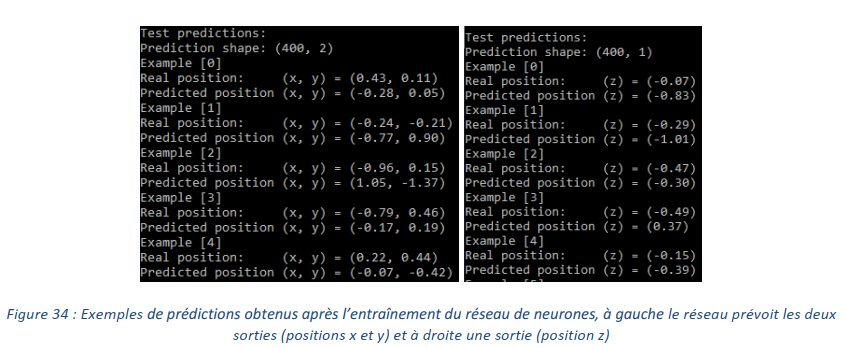 Test predictions:
Prediction shape: (400, 2)
Example [0]
Real position: (x, y) = (0.43, 0.11)
Predicted position (x, y) = (-0.28, 0.05)
Example [1]
Real position: (x, y) = (-0.24, -0.21)
Predicted position (x, y) = (-0.77, 0.90)
Example [2]
Real position: (x, y) = (-0.96, 0.15)
Predicted position (x, y) = (1.05, -1.37)
Example [3]
Real position: (x, y) = (-0.79, 0.46)
Predicted position (x, y) = (-0.17, 0.19)
Example [4]
Real position: (x, y) = (0.22, 0.44)
Predicted position (x, y) = (-0.07, -0.42)
Test predictions:
Prediction shape: (400, 1)
Example [0]
Real position: (z) = (-0.07)
Predicted position (z) = (-0.83)
Example [1]
Real position: (z) = (-0.29)
Predicted position (z) = (-1.01)
Example [2]
Real position: (z) = (-0.47)
Predicted position (z) = (-0.30)
Example [3]
Real position: (z) = (-0.49)
Predicted position (z) = (0.37)
Example [4]
Real position: (z) = (-0.15)
Predicted position (z) = (-0.39)
Figure 34 : Exemples de prédictions obtenus après l’entraînement du réseau de neurones, à gauche le réseau prévoit les deux
sorties (positions x et y) et à droite une sortie (position z)